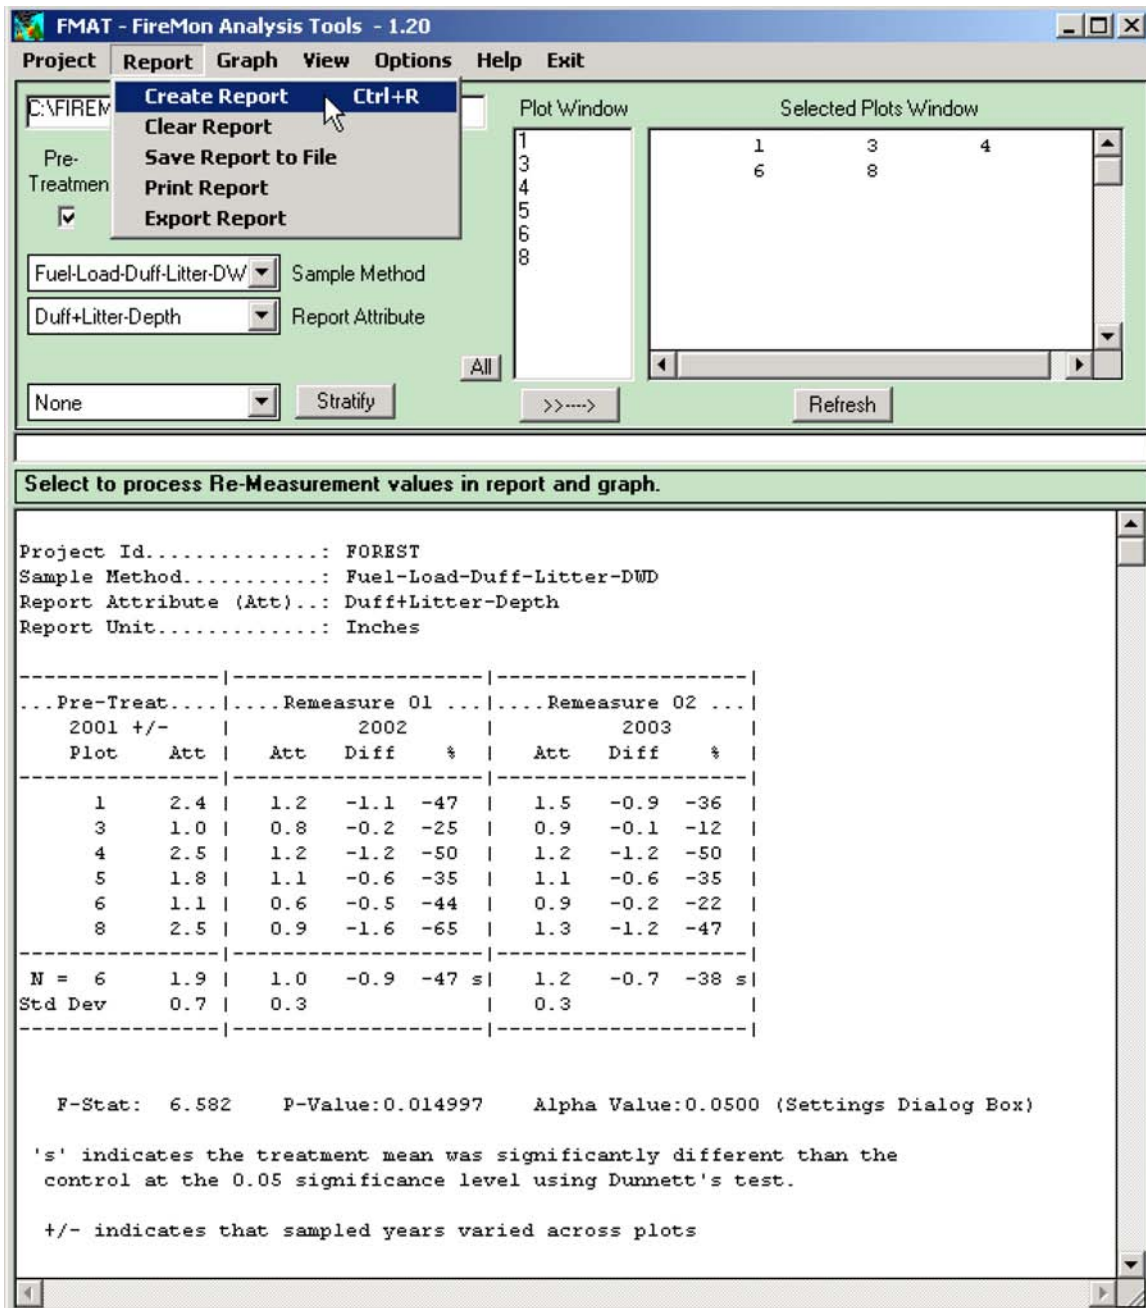 FMAT - FireMon Analysis Tools - 1.20
Project Report Graph View Options Help Exit
Create Report Ctrl+R
Clear Report
Save Report to File
Print Report
Export Report
C:\FIREM
Pre-
Treatmen
Fuel-Load-Duff-Litter-DW Sample Method
Duff+Litter-Depth Report Attribute
None Stratify
All
Plot Window
1
3
4
5
6
8
>>---->
Selected Plots Window
1 3 4
6 8
Refresh
Select to process Re-Measurement values in report and graph.
Project Id..............: FOREST
Sample Method...........: Fuel-Load-Duff-Litter-DWD
Report Attribute (Att)..: Duff+Litter-Depth
Report Unit.............: Inches
----------------|--------------------|--------------------|
...Pre-Treat....|....Remeasure 01 ...|....Remeasure 02 ...|
2001 +/- | 2002 | 2003 |
Plot Att | Att Diff % | Att Diff % |
----------------|--------------------|--------------------|
1 2.4 | 1.2 -1.1 -47 | 1.5 -0.9 -36 |
3 1.0 | 0.8 -0.2 -25 | 0.9 -0.1 -12 |
4 2.5 | 1.2 -1.2 -50 | 1.2 -1.2 -50 |
5 1.8 | 1.1 -0.6 -35 | 1.1 -0.6 -35 |
6 1.1 | 0.6 -0.5 -44 | 0.9 -0.2 -22 |
8 2.5 | 0.9 -1.6 -65 | 1.3 -1.2 -47 |
----------------|--------------------|--------------------|
N = 6 1.9 | 1.0 -0.9 -47 s| 1.2 -0.7 -38 s|
Std Dev 0.7 | 0.3 | 0.3 |
----------------|--------------------|--------------------|
F-Stat: 6.582 P-Value:0.014997 Alpha Value:0.0500 (Settings Dialog Box)
's' indicates the treatment mean was significantly different than the
control at the 0.05 significance level using Dunnett's test.
+/- indicates that sampled years varied across plots